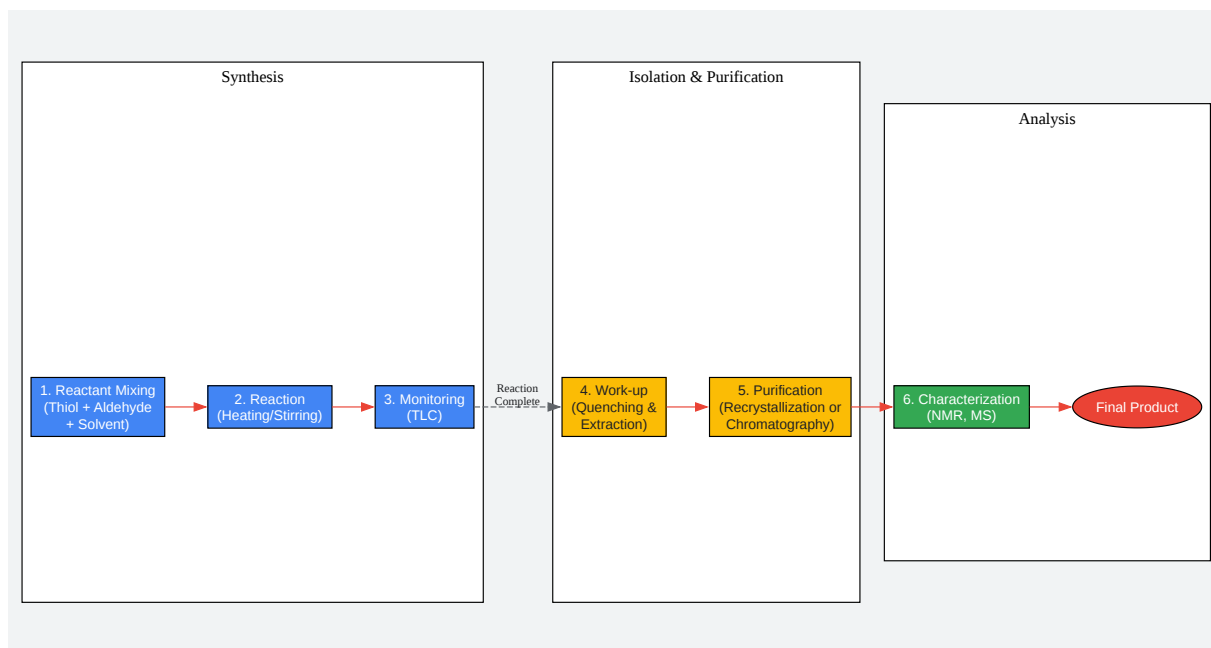 Synthesis
1. Reactant Mixing
(Thiol + Aldehyde
+ Solvent)
2. Reaction
(Heating/Stirring)
3. Monitoring
(TLC)
Reaction
Complete
Isolation & Purification
4. Work-up
(Quenching &
Extraction)
5. Purification
(Recrystallization or
Chromatography)
Analysis
6. Characterization
(NMR, MS)
Final Product